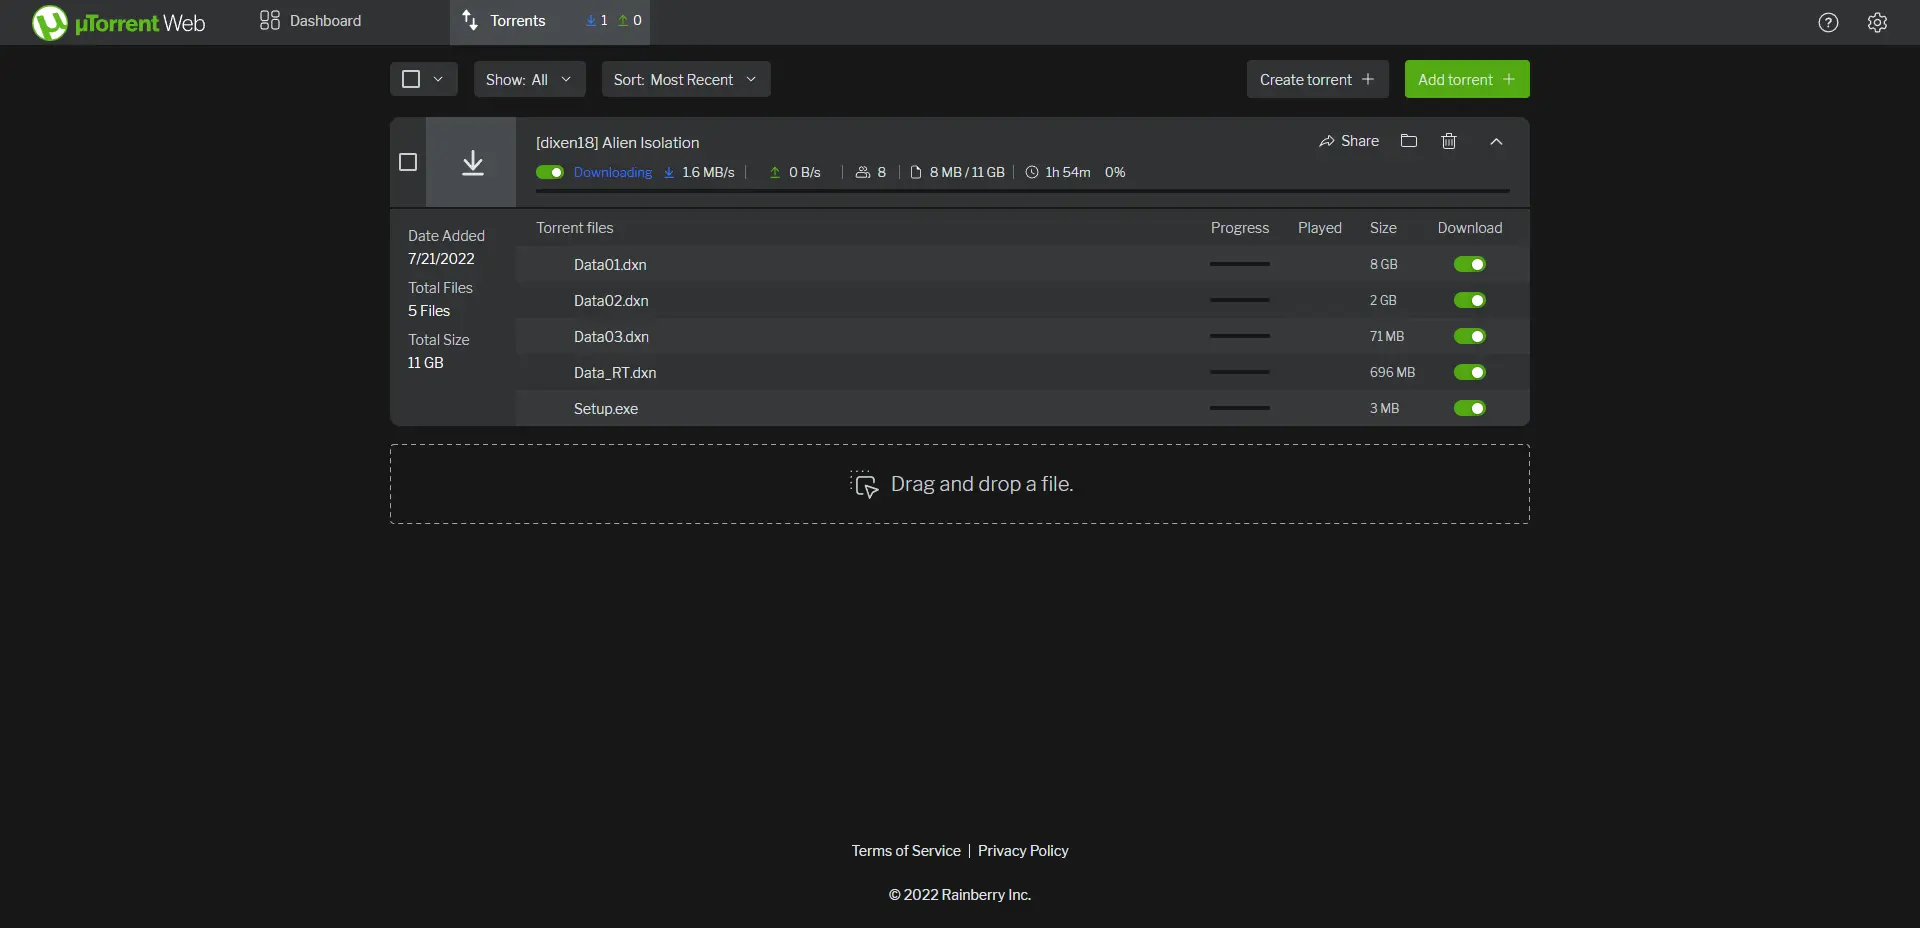 µTorrent Web Dashboard Torrents 1 0
Show: All Sort: Most Recent Create torrent + Add torrent +
[dixen18] Alien Isolation Share
Downloading 1.6 MB/s 0 B/s 8 8 MB / 11 GB 1h 54m 0%
Torrent files Progress Played Size Download
Date Added
7/21/2022
Total Files
5 Files
Total Size
11 GB
Data01.dxn 8 GB
Data02.dxn 2 GB
Data03.dxn 71 MB
Data_RT.dxn 696 MB
Setup.exe 3 MB
Drag and drop a file.
Terms of Service | Privacy Policy
© 2022 Rainberry Inc.